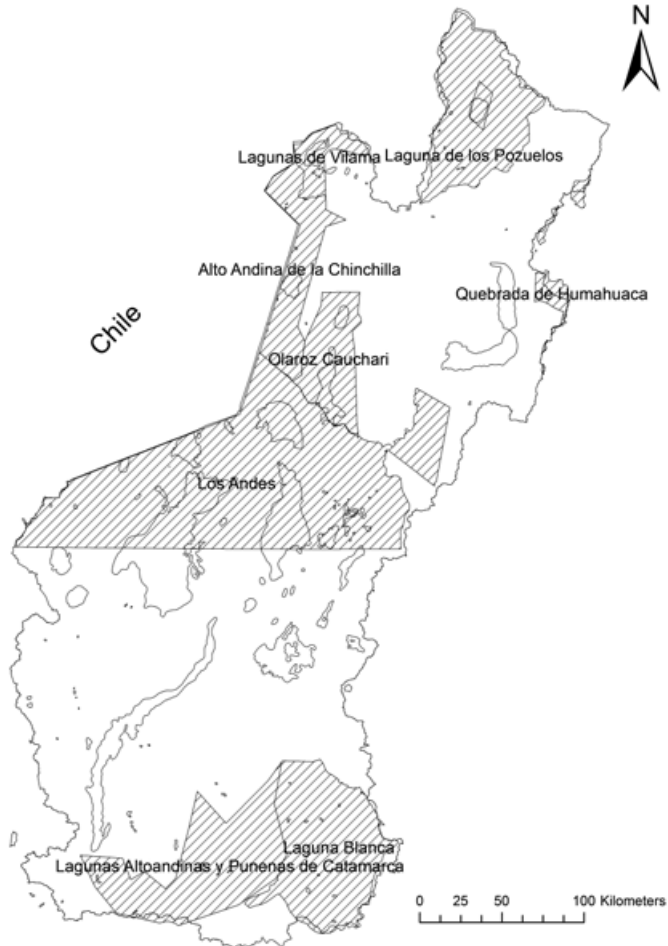 N
Lagunas de Vilama
Laguna de los Pozuelos
Alto Andina de la Chinchilla
Quebrada de Humahuaca
Chile
Olaroz Cauchari
Los Andes
Laguna Blanca
Lagunas Altoandinas y Punenas de Catamarca
0 25 50 100 Kilometers